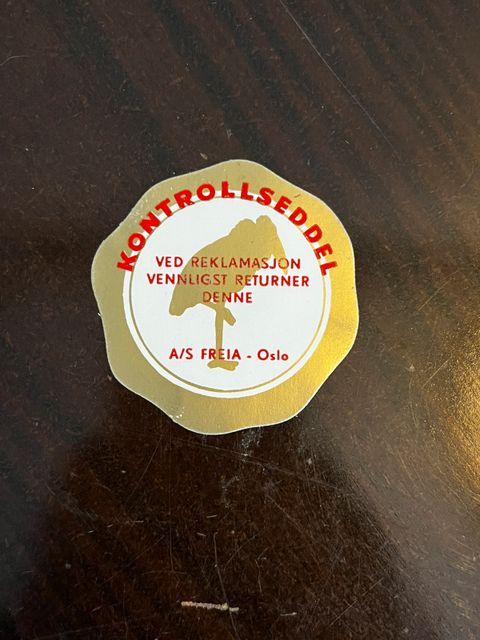 KONTROLLSEDDEL
VED REKLAMASJON
VENNLIGST RETURNER
DENNE
A/S FREIA - Oslo